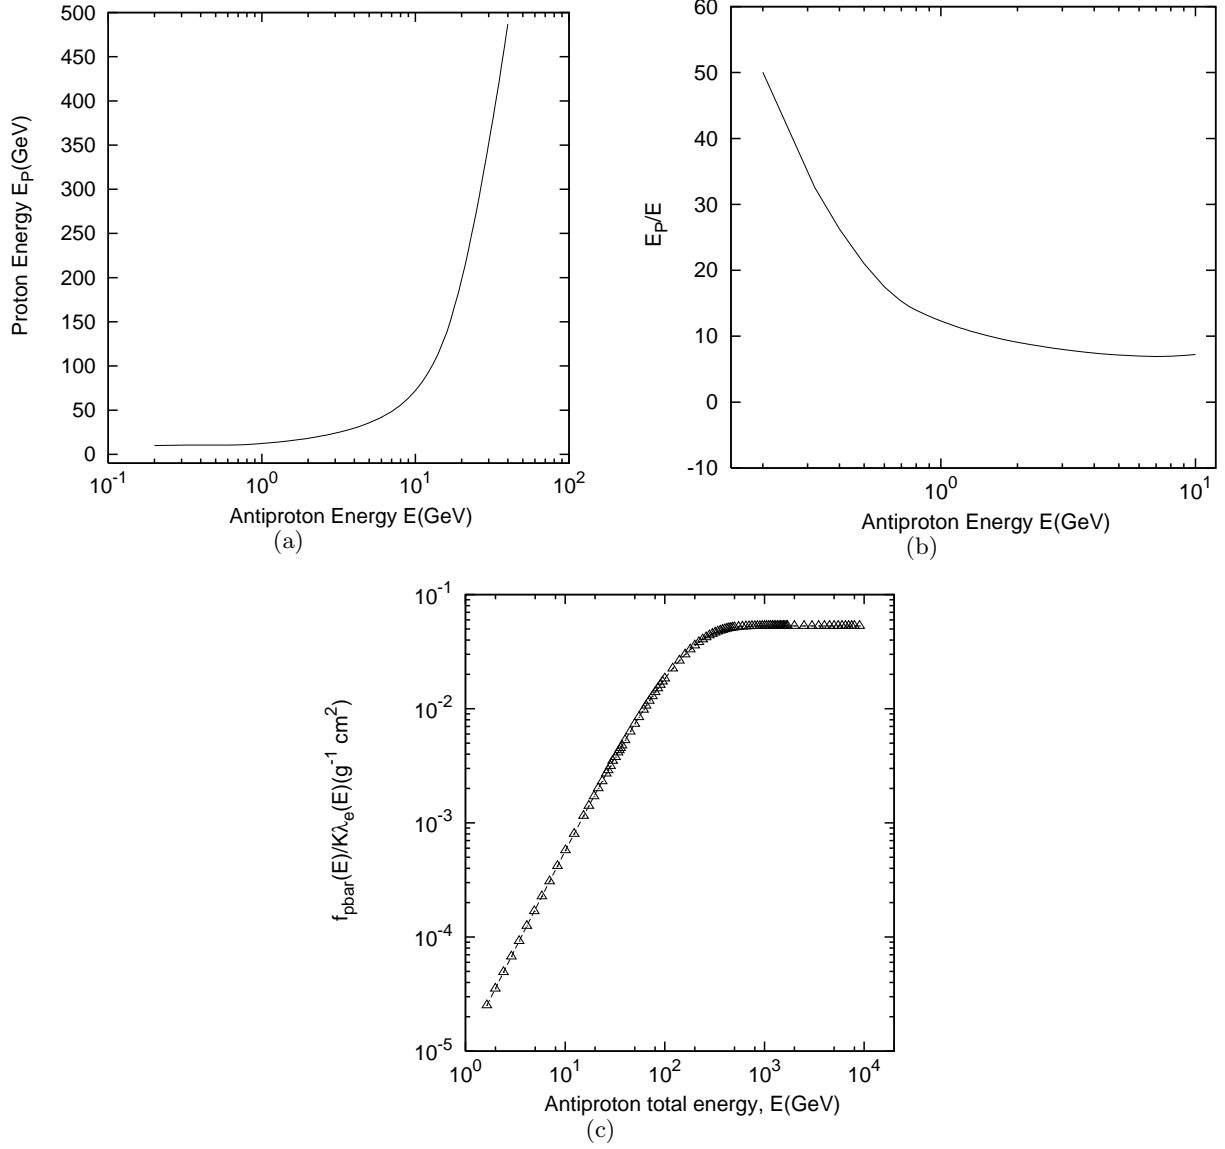 500
450
400
350
300
250
200
150
100
50
0
Proton Energy E_P(GeV)
10^-1 10^0 10^1 10^2
Antiproton Energy E(GeV)
(a)
60
50
40
30
20
10
0
-10
E_P/E
10^0 10^1
Antiproton Energy E(GeV)
(b)
10^-1
10^-2
10^-3
10^-4
10^-5
f_pbar(E)/Kλ_e(E)(g^-1 cm^2)
10^0 10^1 10^2 10^3 10^4
Antiproton total energy, E(GeV)
(c)